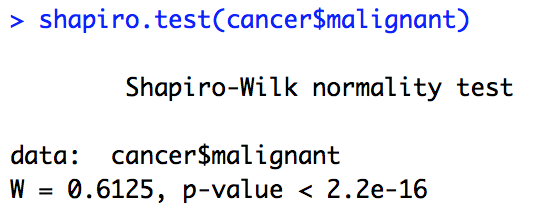 > shapiro.test(cancer$malignant)
Shapiro-Wilk normality test
data:  cancer$malignant
W = 0.6125, p-value < 2.2e-16